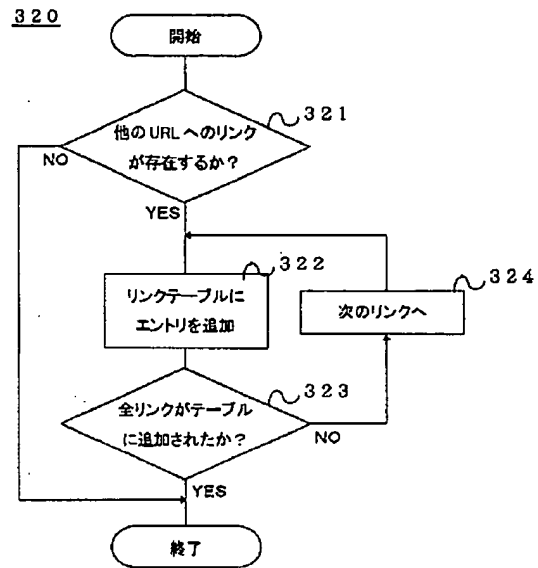 320
開始
321
他の URL へのリンク
が存在するか？
NO
YES
322
324
リンクテーブルに
エントリを追加
次のリンクへ
323
全リンクがテーブル
に追加されたか？
NO
YES
終了